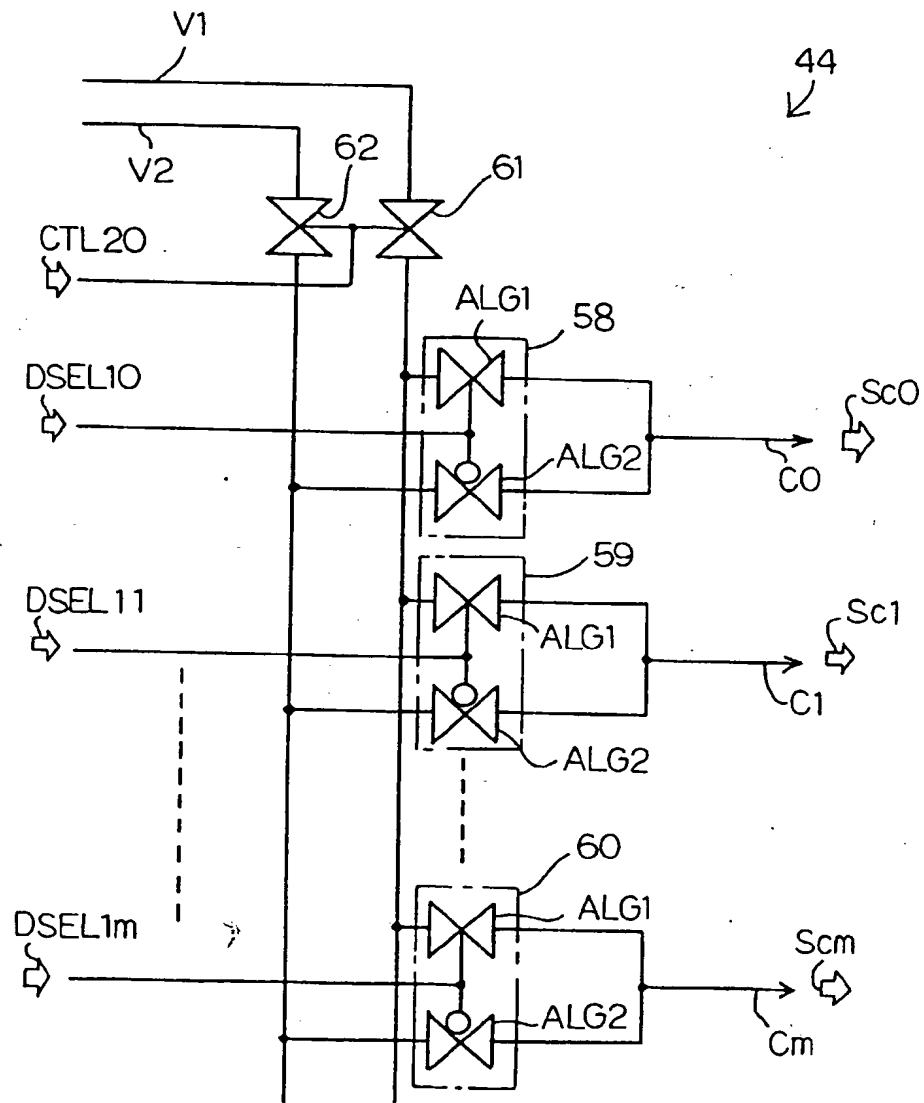 V1
44
V2
62
61
CTL20
ALG1
58
DSEL10
Sc0
ALG2
C0
59
DSEL11
Sc1
ALG1
C1
ALG2
60
DSEL1m
ALG1
Scm
ALG2
Cm